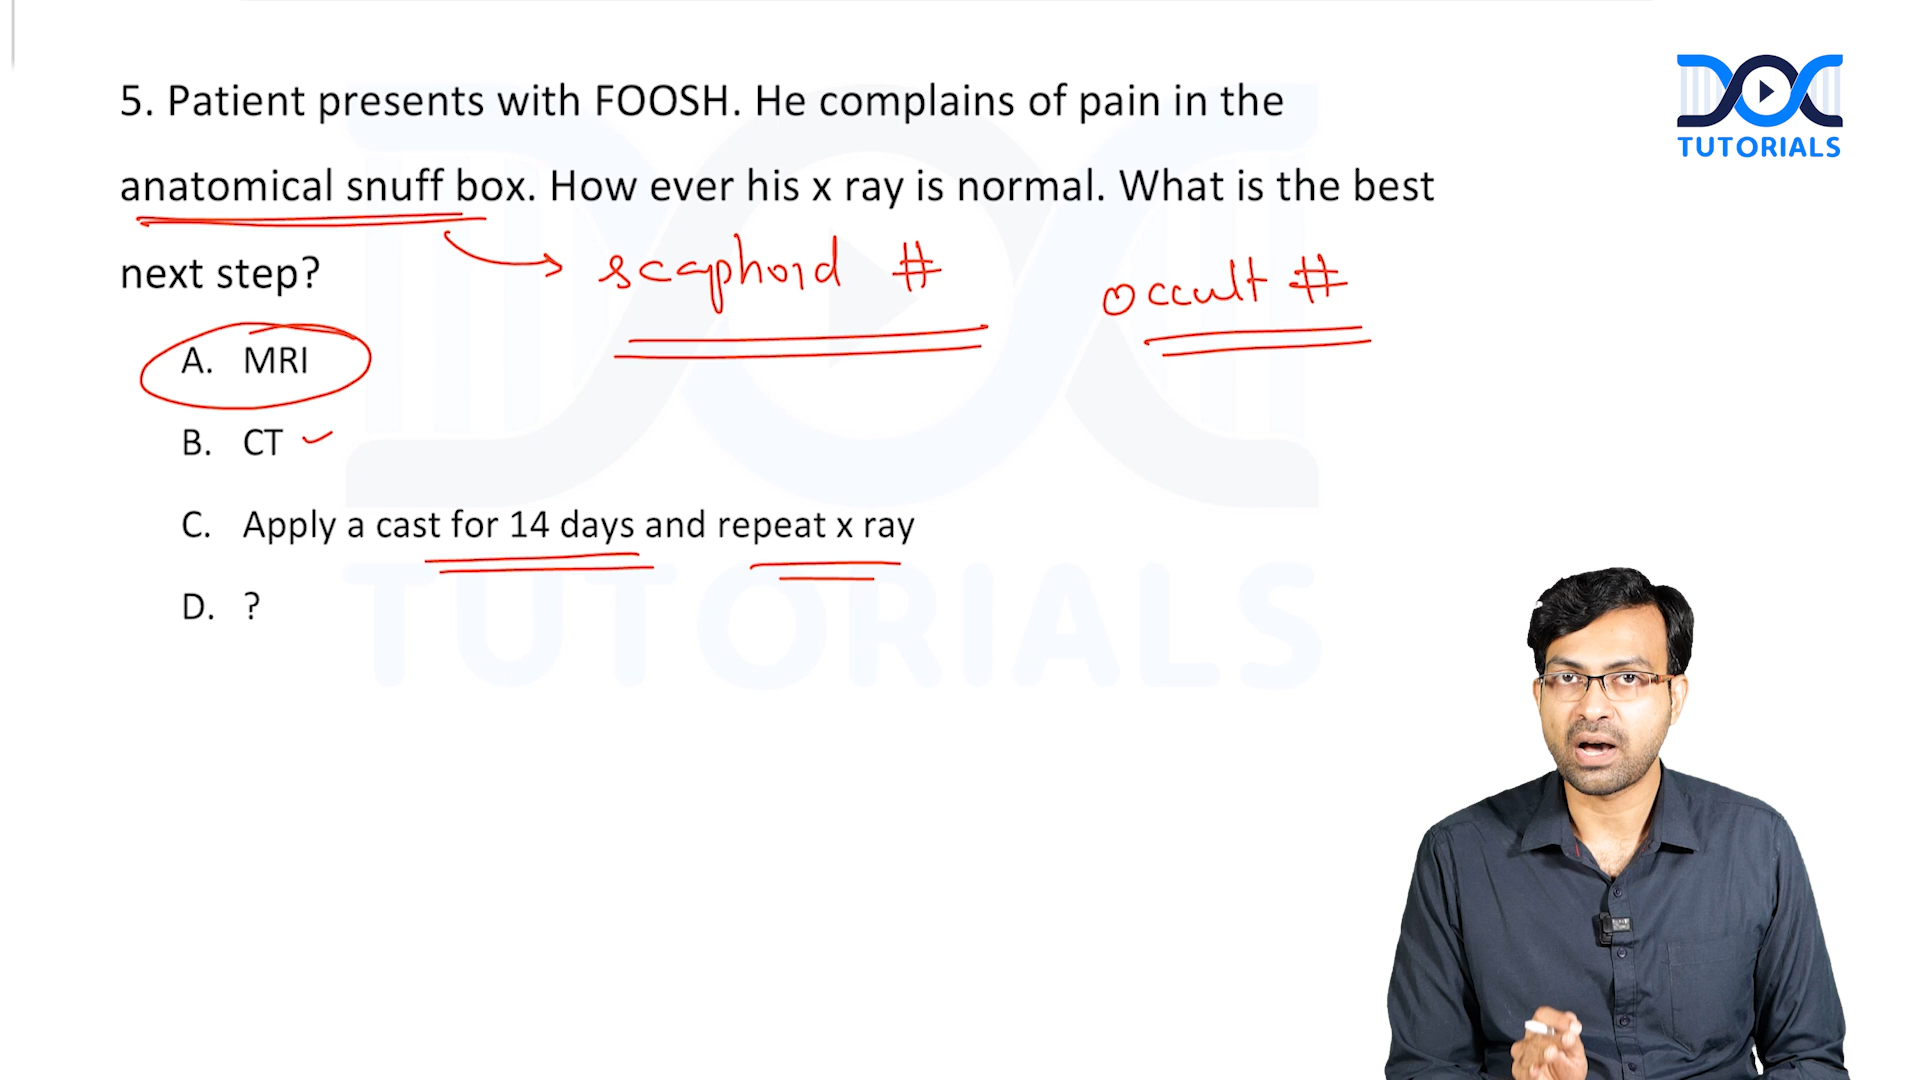 DOC
TUTORIALS
5. Patient presents with FOOSH. He complains of pain in the
anatomical snuff box. How ever his x ray is normal. What is the best
next step?
scaphoid #
occult #
A. MRI
B. CT
C. Apply a cast for 14 days and repeat x ray
D. ?
TUTORIALS